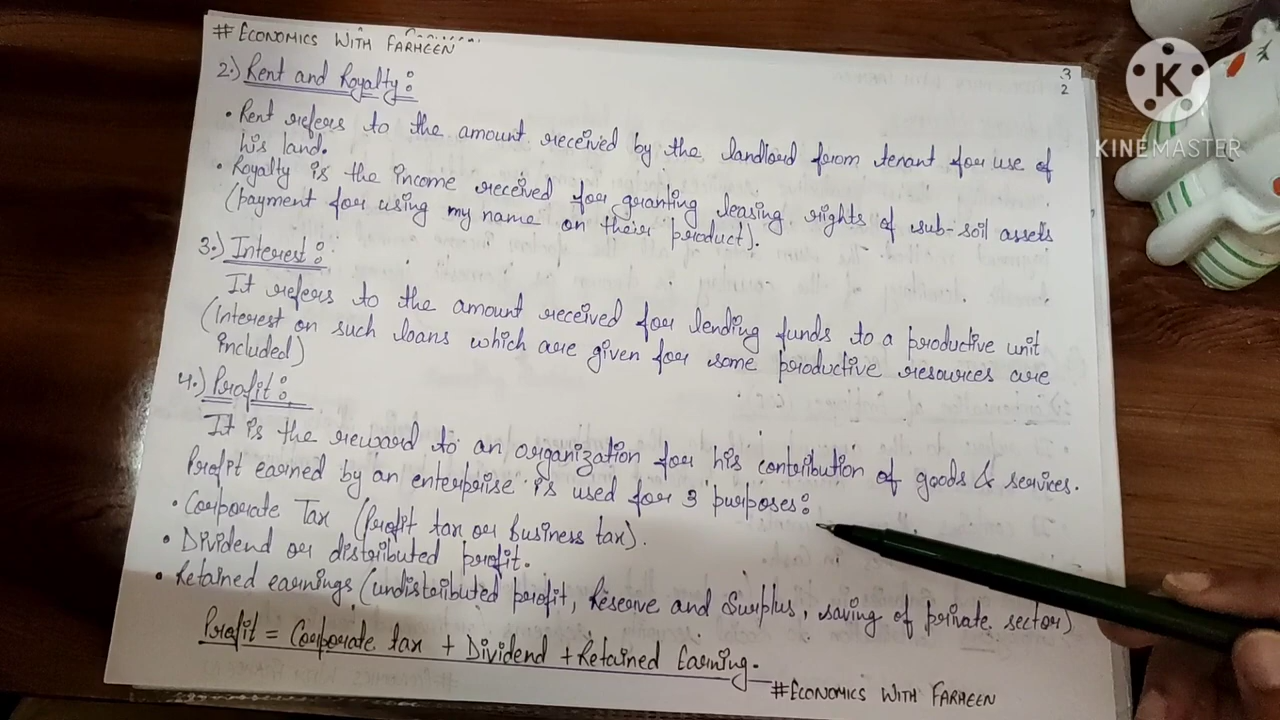 # ECONOMICS WITH FARHEEN
3
2
2.) Rent and Royalty:
• Rent refers to the amount received by the landlord from tenant for use of
his land.
• Royalty is the income received for granting leasing rights of sub-soil assets
(payment for using my name on their product).
3.) Interest:
It refers to the amount received for lending funds to a productive unit
(Interest on such loans which are given for some productive resources are
included)
4.) Profit:
It is the reward to an organization for his contribution of goods & services.
Profit earned by an enterprise is used for 3 purposes:
• Corporate Tax (Profit tax or business tax).
• Dividend or distributed profit.
• Retained earnings (undistributed profit, Reserve and Surplus, saving of private sector)
Profit = Corporate tax + Dividend + Retained Earning.
# ECONOMICS WITH FARHEEN
K
KINEMASTER